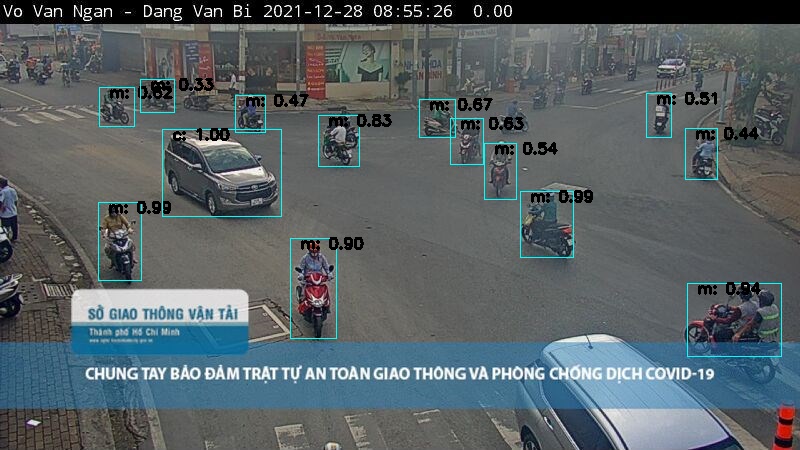 Vo Van Ngan - Dang Van Bi 2021-12-28 08:55:26  0.00
m: 0.33
m: 0.62
m: 0.47
m: 0.67
m: 0.51
m: 0.83
m: 0.63
c: 1.00
m: 0.44
m: 0.54
m: 0.99
m: 0.99
m: 0.90
m: 0.94
SỞ GIAO THÔNG VẬN TẢI
Thành phố Hồ Chí Minh
CHUNG TAY BẢO ĐẢM TRẬT TỰ AN TOÀN GIAO THÔNG VÀ PHÒNG CHỐNG DỊCH COVID-19